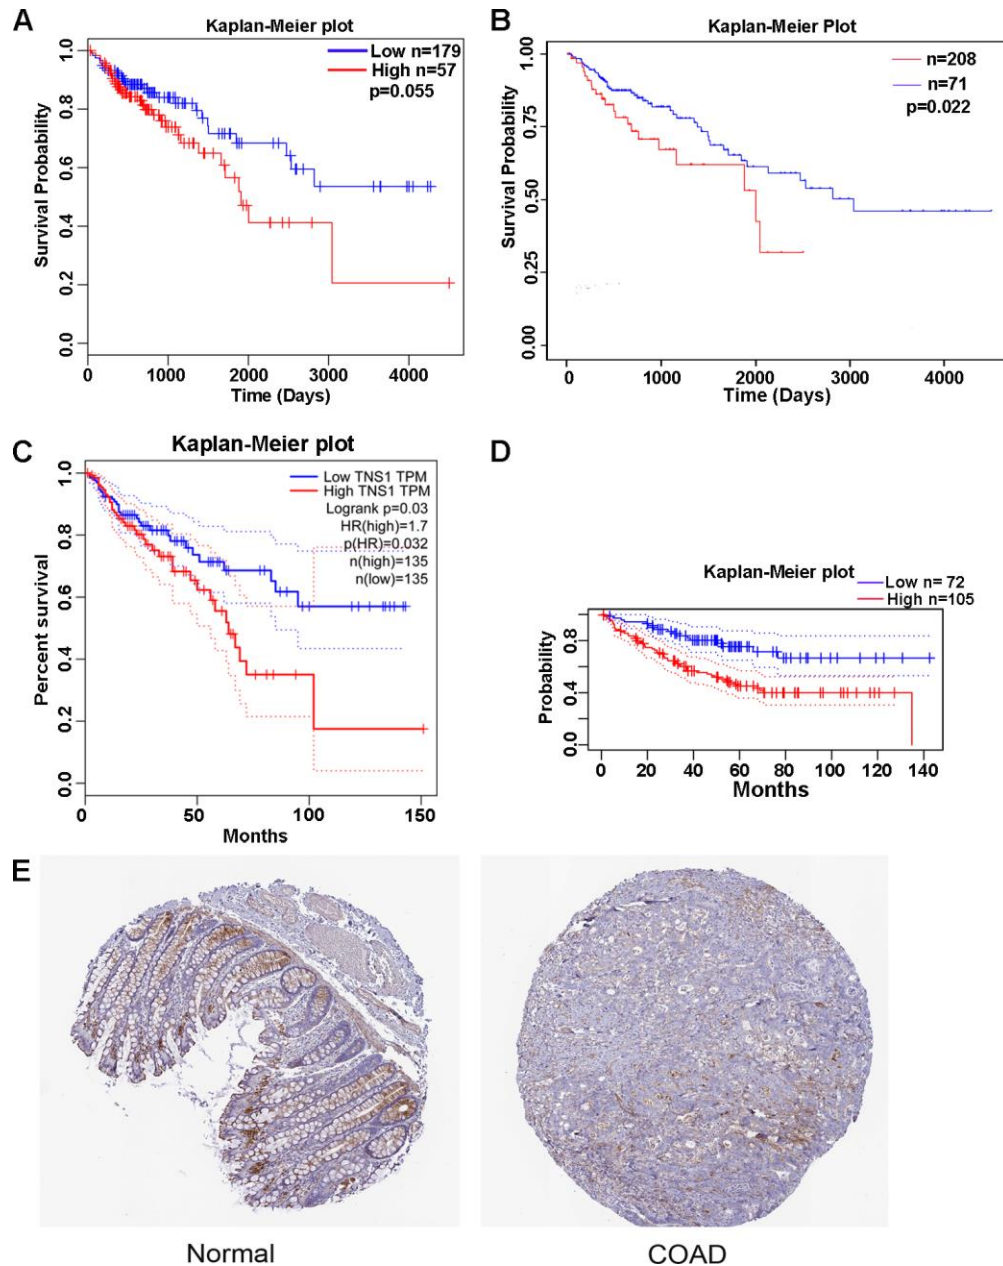 A
Kaplan-Meier plot
Low n=179
High n=57
p=0.055
Survival Probability
0.0 0.2 0.4 0.6 0.8 1.0
0 1000 2000 3000 4000
Time (Days)
B
Kaplan-Meier Plot
n=208
n=71
p=0.022
Survival Probability
1.00
0.75
0.50
0.25
0.00
0 1000 2000 3000 4000
Time (Days)
C
Kaplan-Meier plot
Low TNS1 TPM
High TNS1 TPM
Logrank p=0.03
HR(high)=1.7
p(HR)=0.032
n(high)=135
n(low)=135
Percent survival
0.0 0.2 0.4 0.6 0.8 1.0
0 50 100 150
Months
D
Kaplan-Meier plot
Low n= 72
High n=105
Probability
0.0 0.4 0.8
0 20 40 60 80 100 120 140
Months
E
Normal
COAD